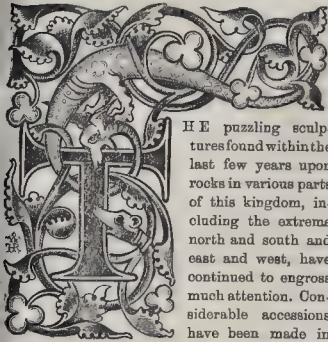 THE puzzling sculp-
tures found within the
last few years upon
rocks in various parts
of this kingdom, in-
cluding the extreme
north and south and
east and west, have
continued to engross
much attention. Con-
siderable accessions
have been made in